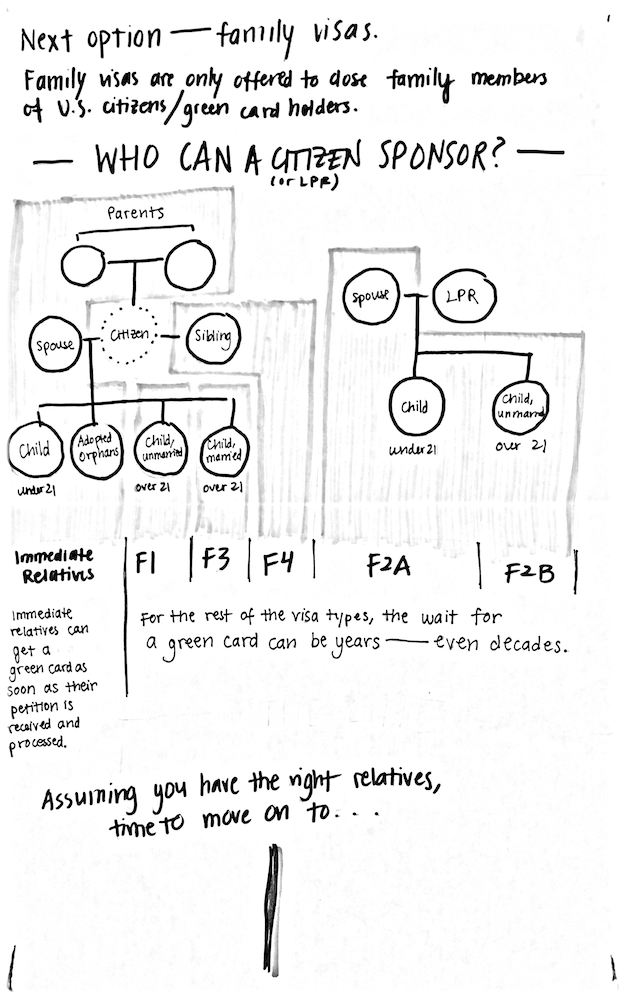 Next option — family visas.
Family visas are only offered to close family members
of U.S. citizens/green card holders.
— WHO CAN A CITIZEN SPONSOR? —
(or LPR)
Parents
Spouse
Citizen
Sibling
Child
under 21
Adopted
Orphans
Child,
unmarried
over 21
Child,
married
over 21
Spouse
LPR
Child
under 21
Child,
unmarried
over 21
Immediate
Relatives
F1
F3
F4
F2A
F2B
Immediate
relatives can
get a
green card as
soon as their
petition is
received and
processed.
For the rest of the visa types, the wait for
a green card can be years — even decades.
Assuming you have the right relatives,
time to move on to. . .